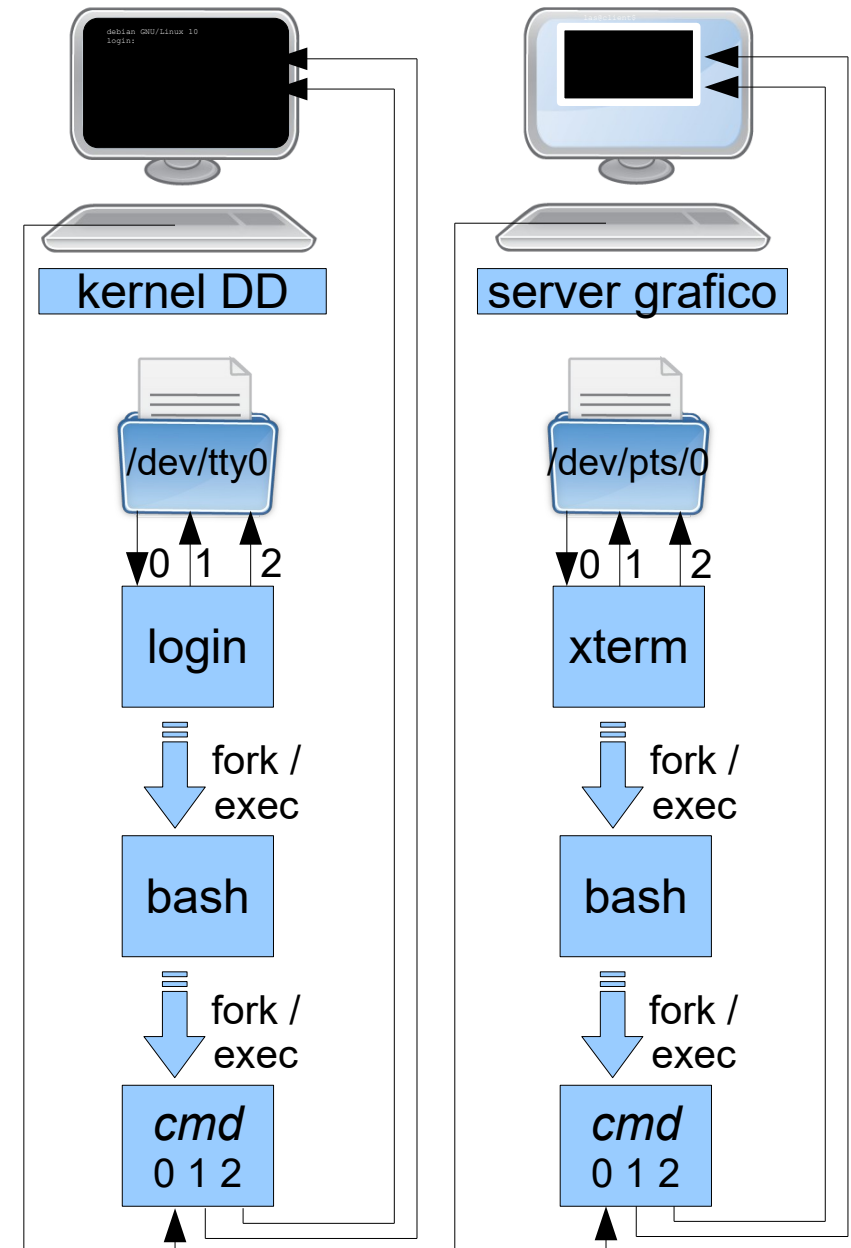 debian GNU/Linux 10
login:
kernel DD
/dev/tty0
0 1 2
login
fork /
exec
bash
fork /
exec
cmd
0 1 2
server grafico
/dev/pts/0
0 1 2
xterm
fork /
exec
bash
fork /
exec
cmd
0 1 2